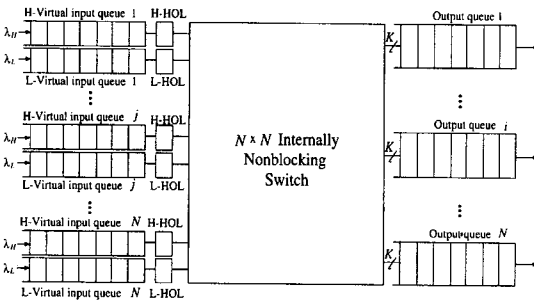 H-Virtual input queue 1 H-HOL
λH
λL
L-Virtual input queue 1 L-HOL
H-Virtual input queue j H-HOL
λH
λL
L-Virtual input queue j L-HOL
H-Virtual input queue N H-HOL
λH
λL
L-Virtual input queue N L-HOL
N × N Internally
Nonblocking
Switch
Output queue 1
K
Output queue i
K
Output queue N
K